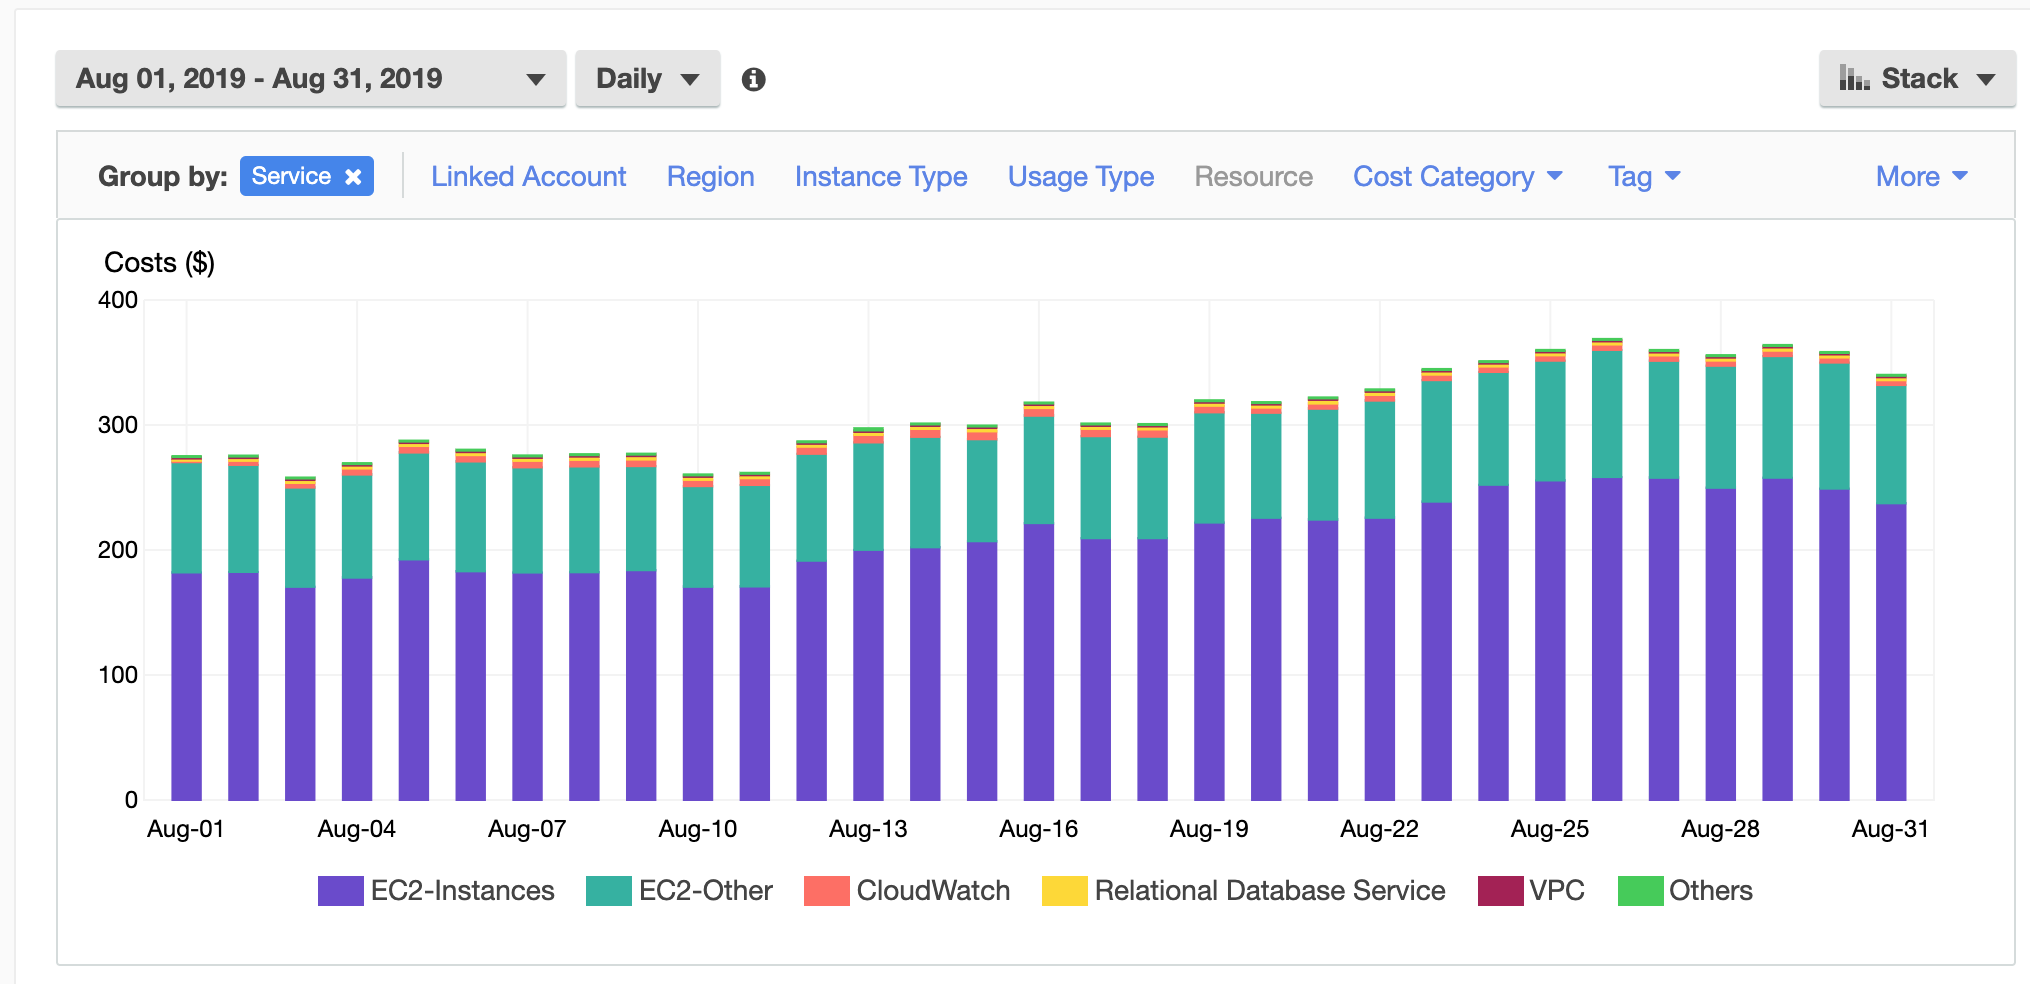 Aug 01, 2019 - Aug 31, 2019 Daily Stack
Group by: Service Linked Account Region Instance Type Usage Type Resource Cost Category Tag More
Costs ($)
400
300
200
100
0
Aug-01 Aug-04 Aug-07 Aug-10 Aug-13 Aug-16 Aug-19 Aug-22 Aug-25 Aug-28 Aug-31
EC2-Instances EC2-Other CloudWatch Relational Database Service VPC Others